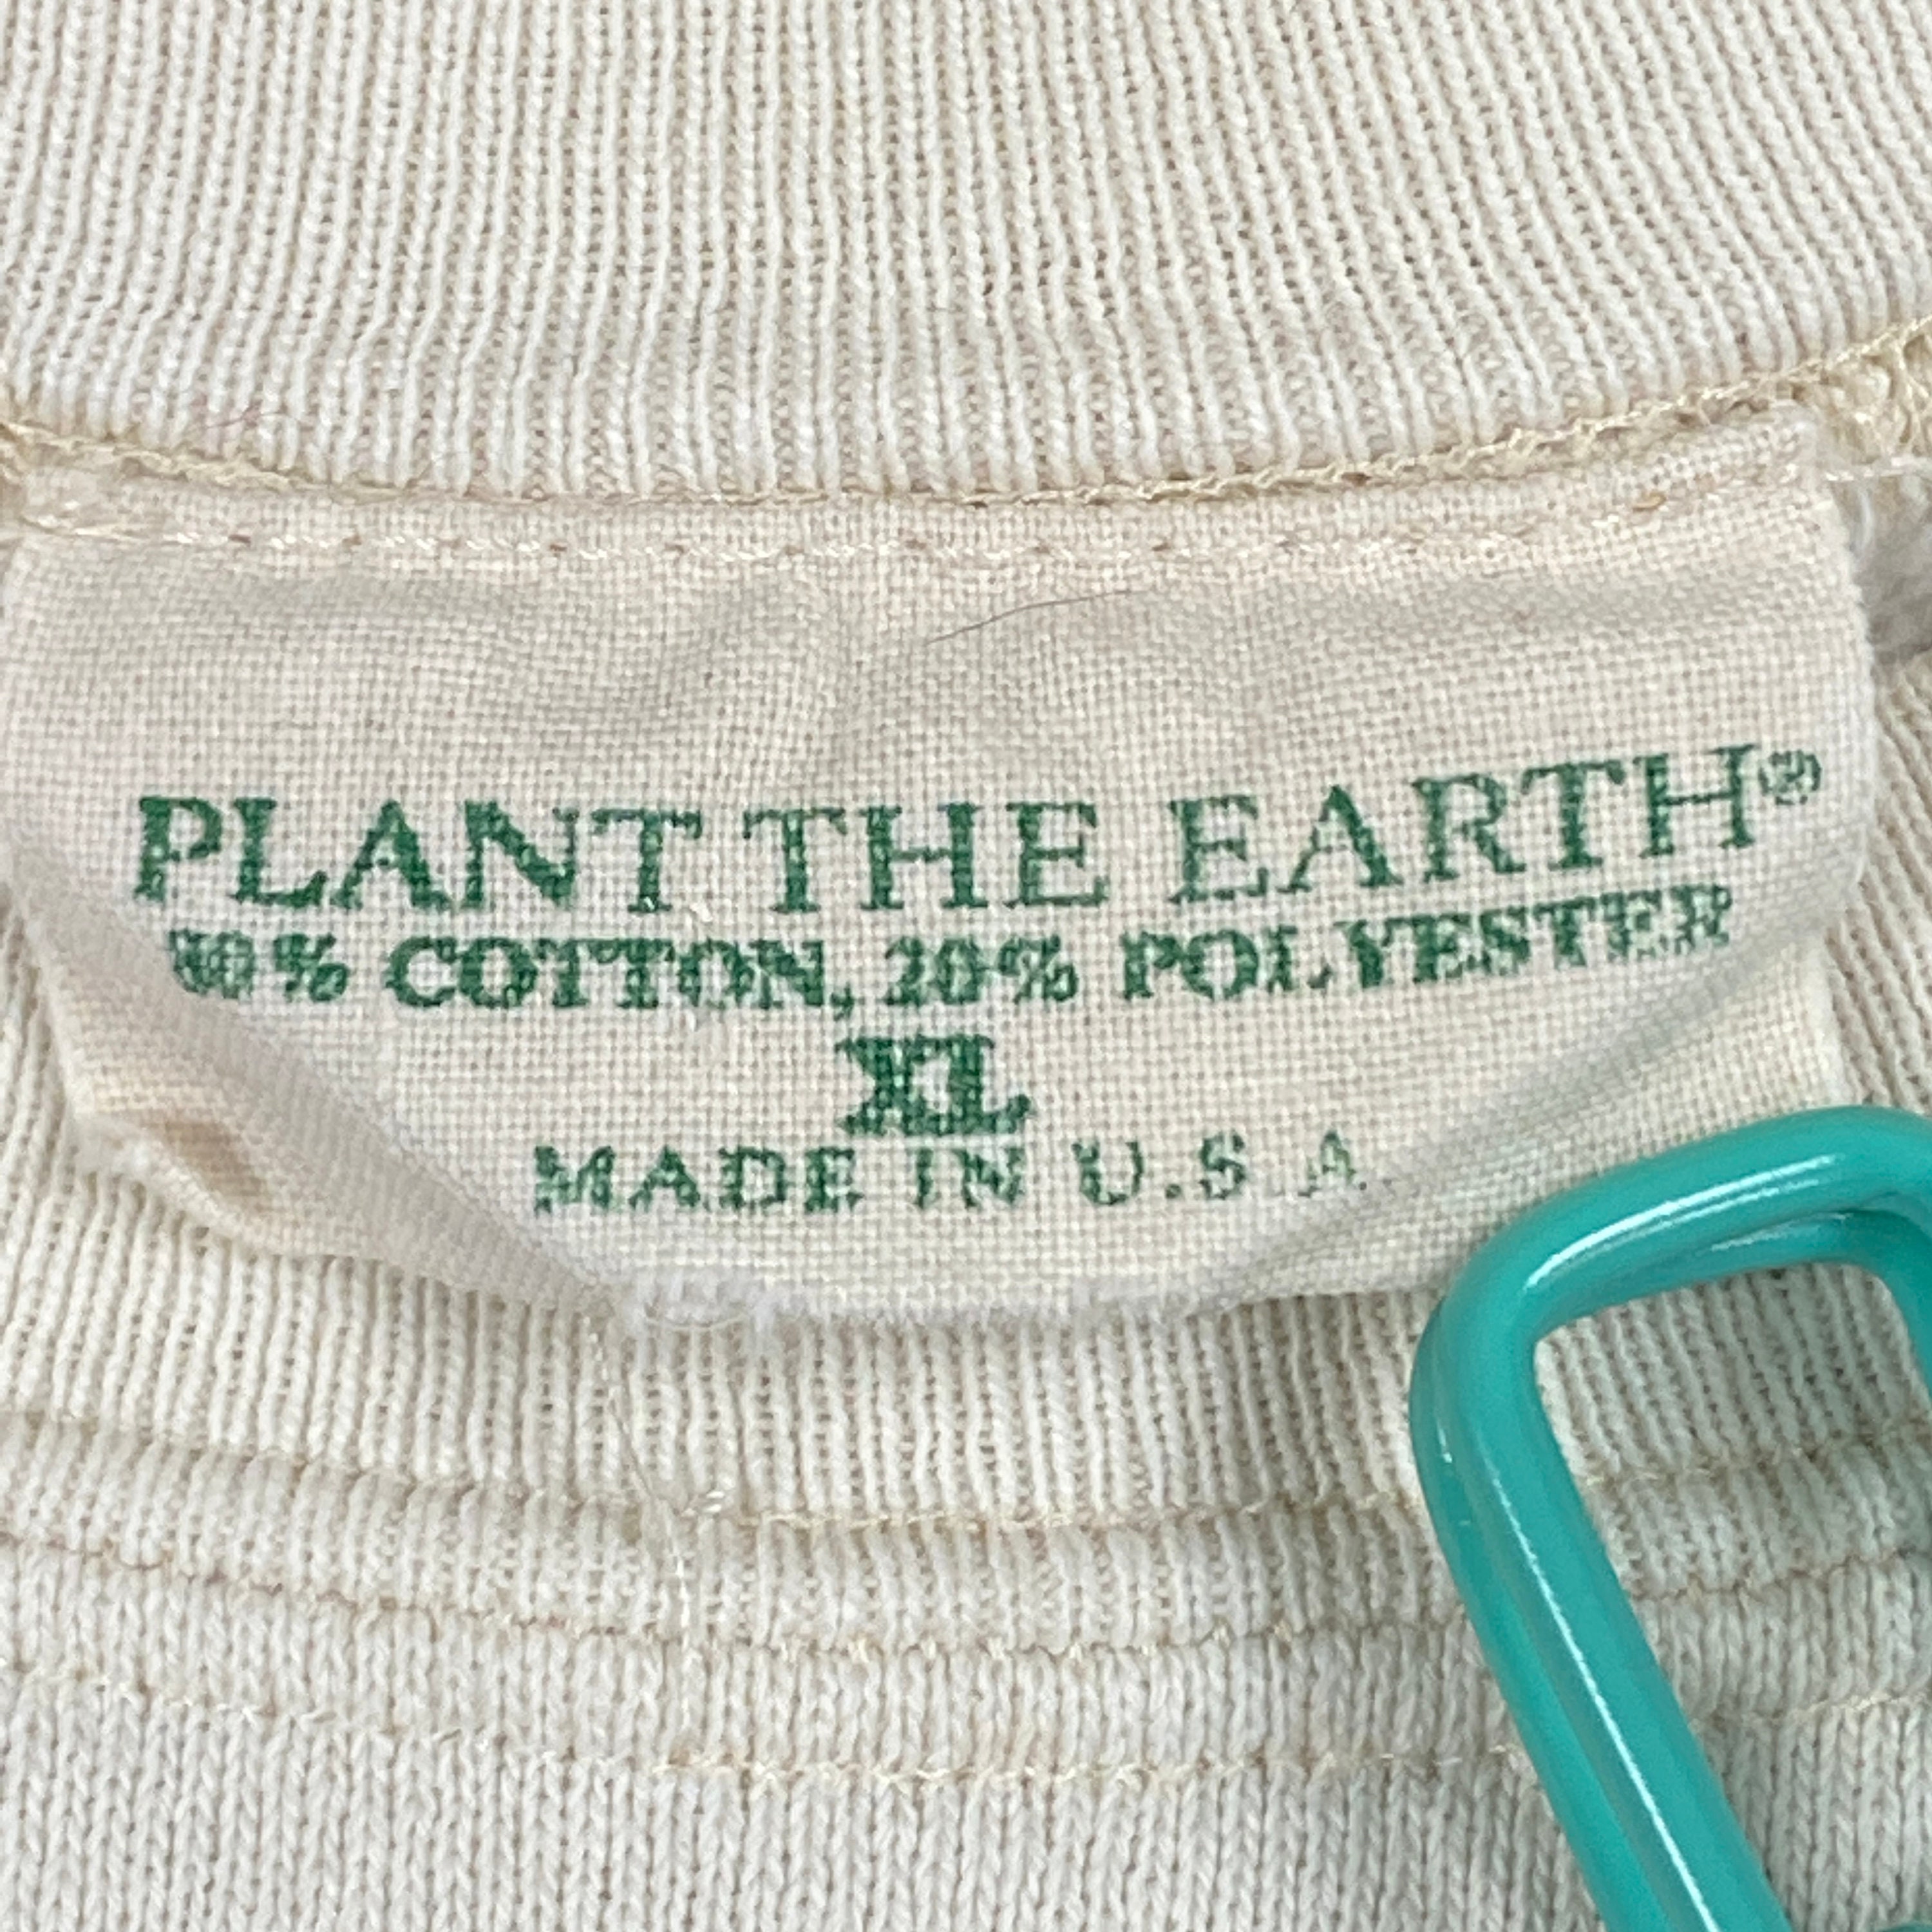 PLANT THE EARTH®
80% COTTON, 20% POLYESTER
XL
MADE IN U.S.A.